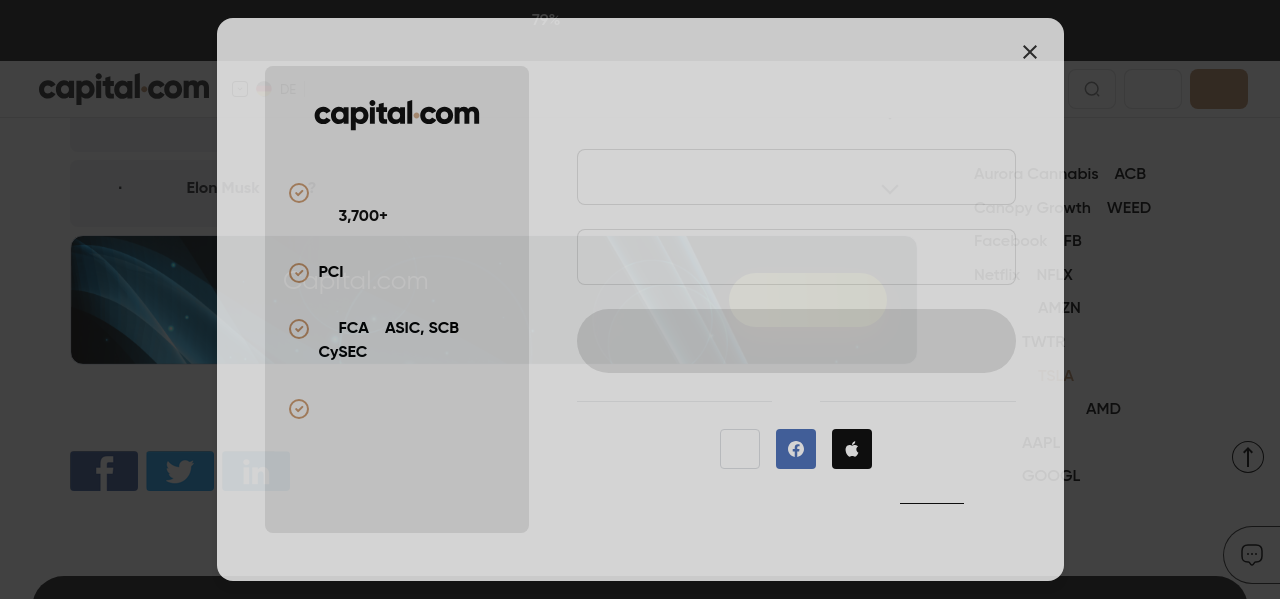 79%
capital.com
DE
capital.com
3,700+
PCI
FCA ASIC, SCB
CySEC
Elon Musk ?
Capital.com
Aurora Cannabis ACB
Canopy Growth WEED
Facebook FB
Netflix NFLX
AMZN
TWTR
TSLA
AMD
AAPL
GOOGL